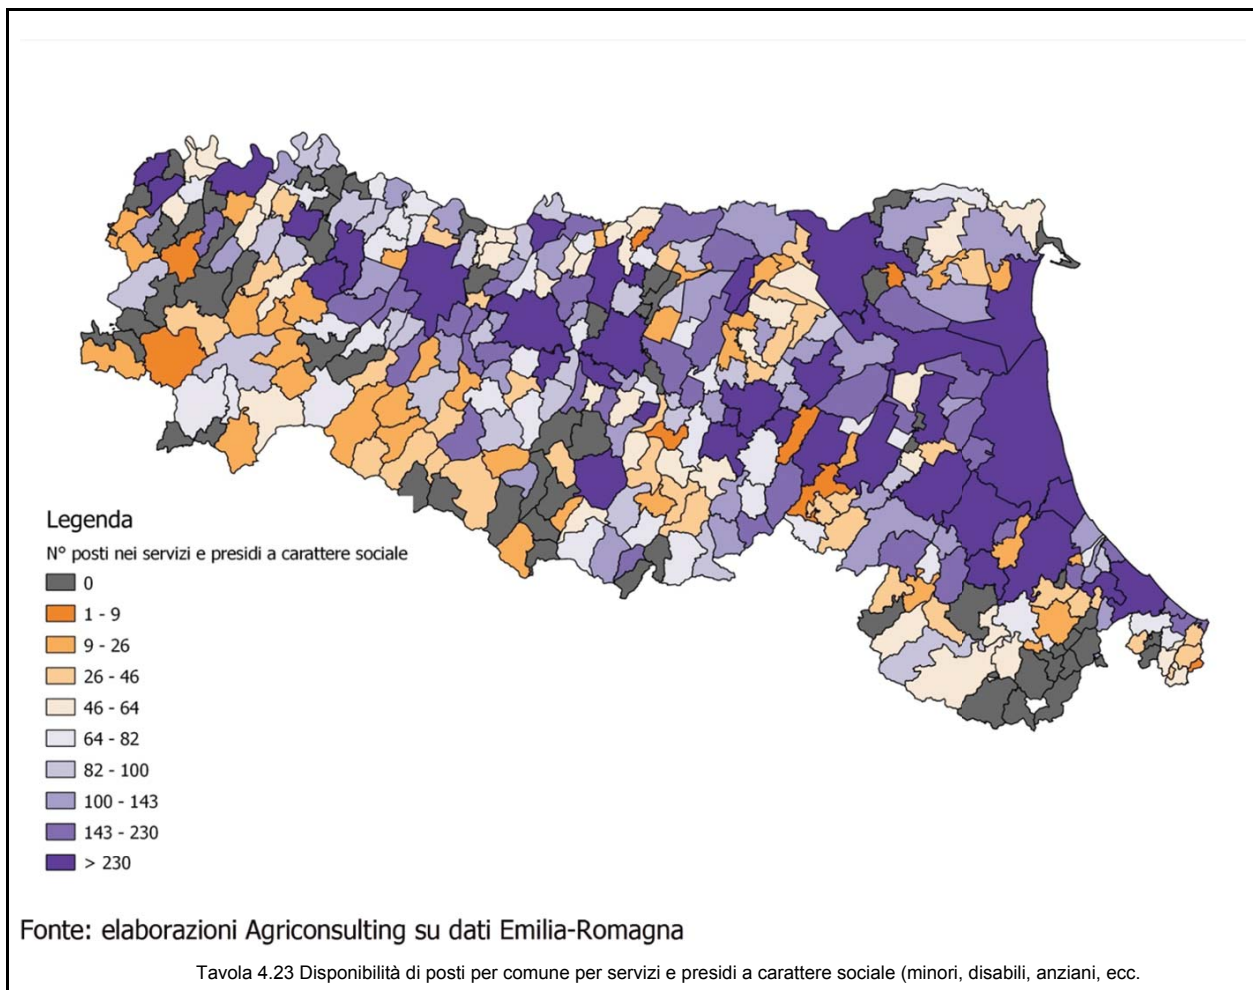 Legenda
N° posti nei servizi e presidi a carattere sociale
0
1 - 9
9 - 26
26 - 46
46 - 64
64 - 82
82 - 100
100 - 143
143 - 230
> 230
Fonte: elaborazioni Agriconsulting su dati Emilia-Romagna
Tavola 4.23 Disponibilità di posti per comune per servizi e presidi a carattere sociale (minori, disabili, anziani, ecc.